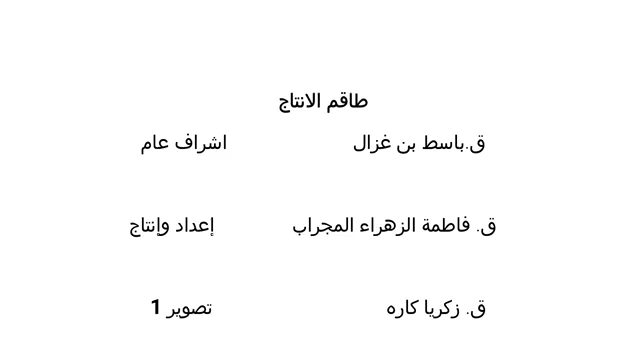 طاقم الانتاج
ق.باسط بن غزال اشراف عام
ق. فاطمة الزهراء المجراب إعداد وإنتاج
ق. زكريا كاره تصوير 1